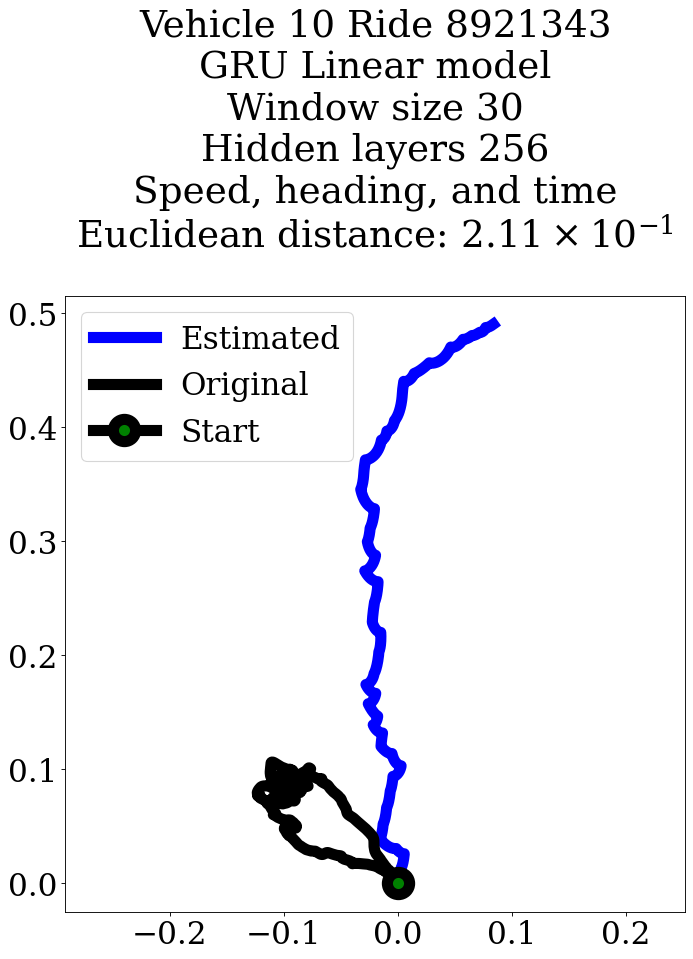 Vehicle 10 Ride 8921343
GRU Linear model
Window size 30
Hidden layers 256
Speed, heading, and time
Euclidean distance: 2.11 × 10⁻¹
Estimated
Original
Start
0.5
0.4
0.3
0.2
0.1
0.0
−0.2 −0.1 0.0 0.1 0.2